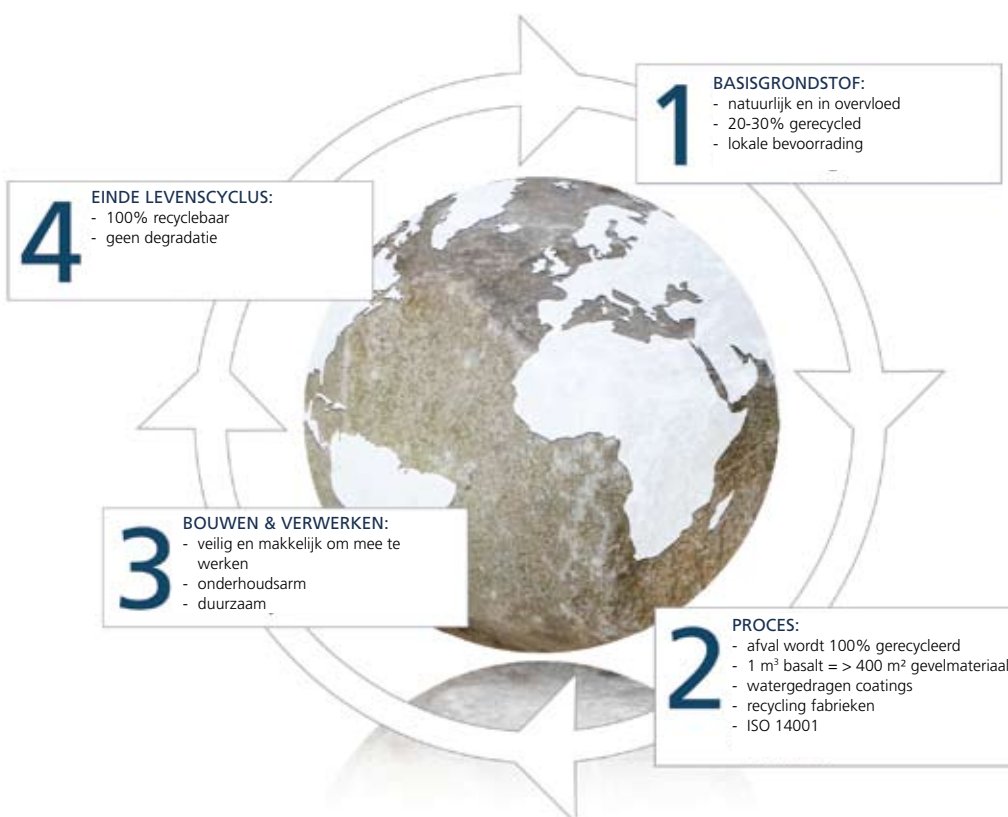 1
BASISGRONDSTOF:
- natuurlijk en in overvloed
- 20-30% gerecycled
- lokale bevoorrading
2
PROCES:
- afval wordt 100% gerecycleerd
- 1 m³ basalt = > 400 m² gevelmateriaal
- watergedragen coatings
- recycling fabrieken
- ISO 14001
3
BOUWEN & VERWERKEN:
- veilig en makkelijk om mee te
werken
- onderhoudsarm
- duurzaam
4
EINDE LEVENSCYCLUS:
- 100% recyclebaar
- geen degradatie